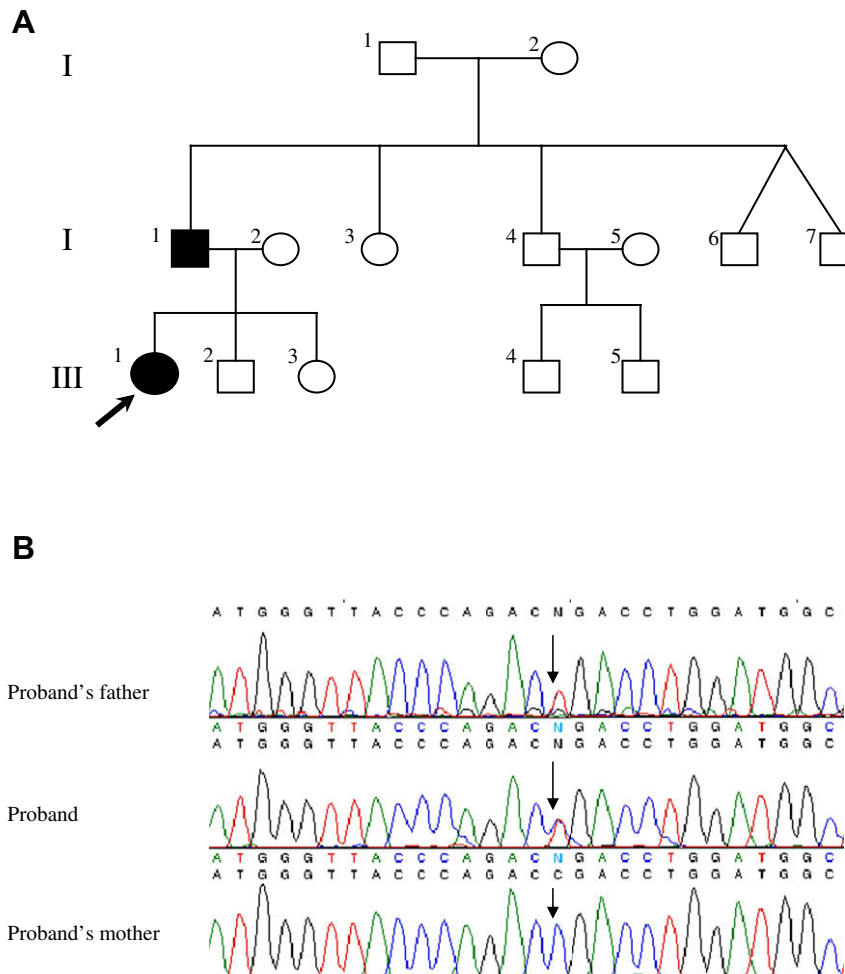 A
I
1 2
I
1 2 3 4 5 6 7
III
1 2 3 4 5
B
A T G G G T T A C C C A G A C N G A C C T G G A T G G C
Proband's father
A T G G G T T A C C C A G A C N G A C C T G G A T G G C
A T G G G T T A C C C A G A C N G A C C T G G A T G G C
Proband
A T G G G T T A C C C A G A C N G A C C T G G A T G G C
A T G G G T T A C C C A G A C C G A C C T G G A T G G C
Proband's mother